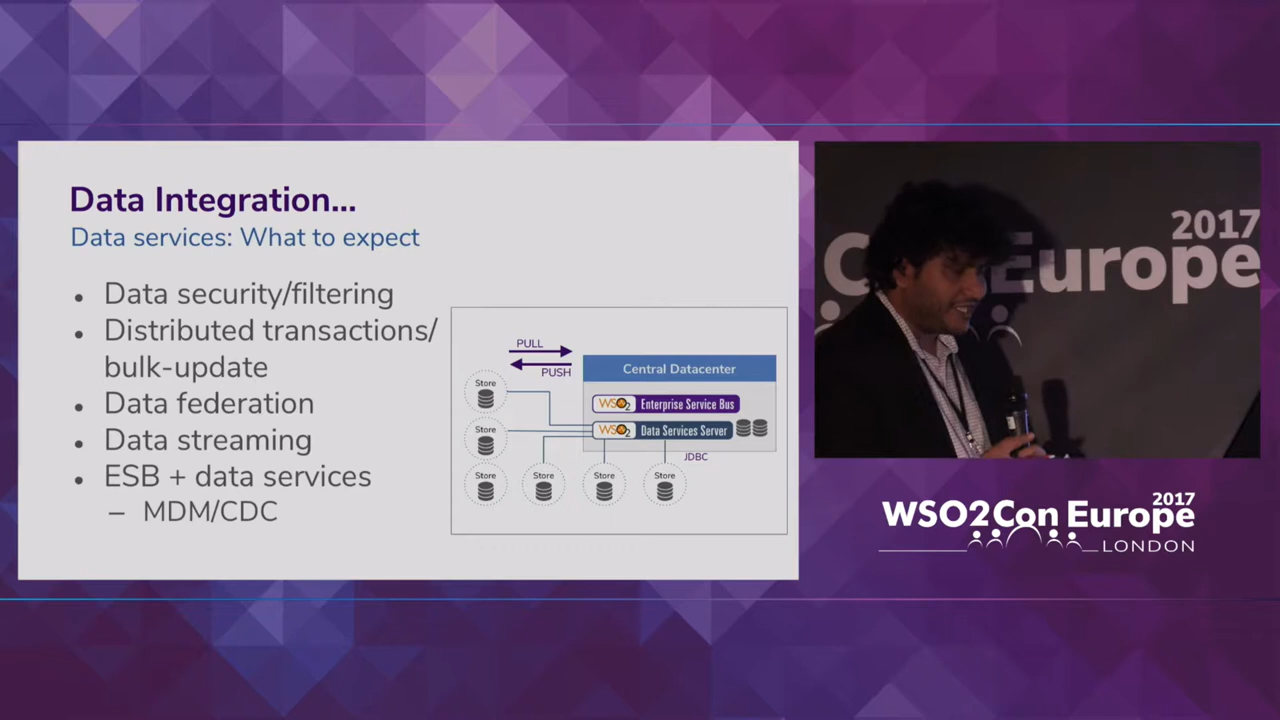 Data Integration...
Data services: What to expect
• Data security/filtering
• Distributed transactions/
bulk-update
• Data federation
• Data streaming
• ESB + data services
– MDM/CDC
PULL
PUSH
Central Datacenter
WSO2 Enterprise Service Bus
WSO2 Data Services Server
JDBC
Store
Store
Store
Store
Store
Store
2017
Con Europe
2017
WSO2Con Europe
LONDON